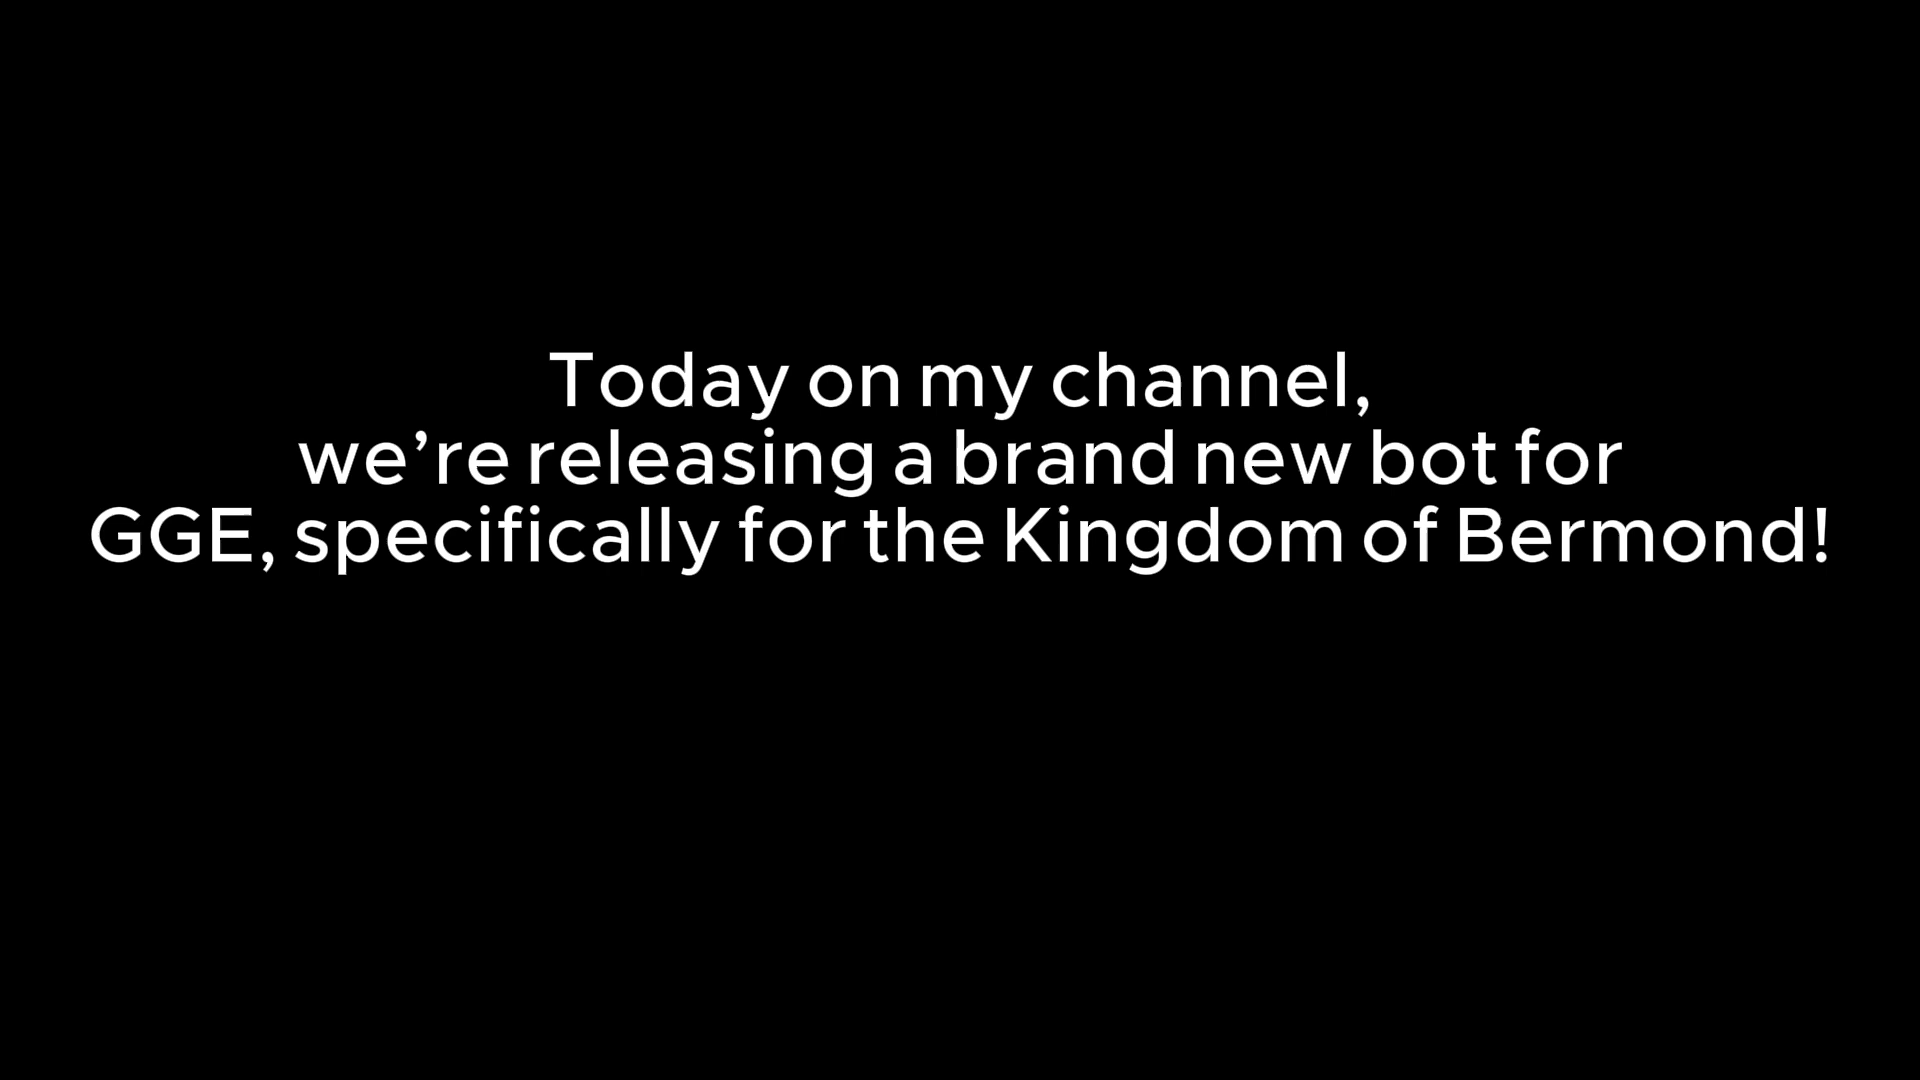 Today on my channel,
we’re releasing a brand new bot for
GGE, specifically for the Kingdom of Bermond!